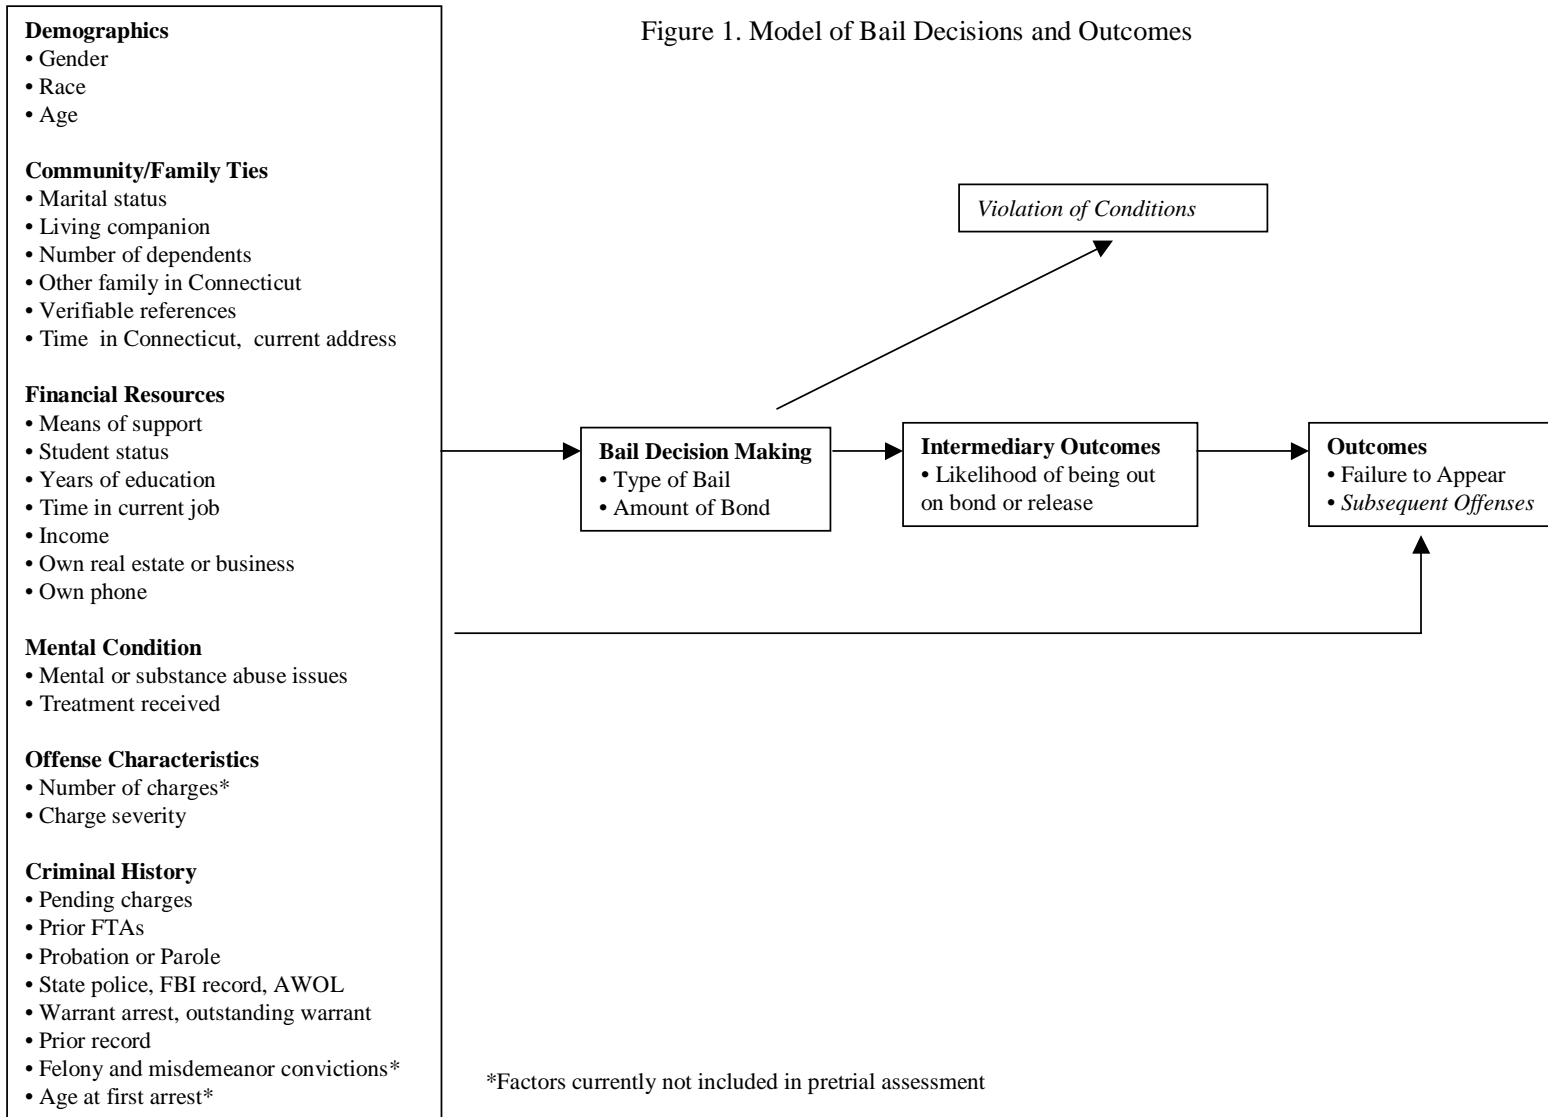 Figure 1. Model of Bail Decisions and Outcomes
Demographics
• Gender
• Race
• Age
Community/Family Ties
• Marital status
• Living companion
• Number of dependents
• Other family in Connecticut
• Verifiable references
• Time in Connecticut, current address
Financial Resources
• Means of support
• Student status
• Years of education
• Time in current job
• Income
• Own real estate or business
• Own phone
Mental Condition
• Mental or substance abuse issues
• Treatment received
Offense Characteristics
• Number of charges*
• Charge severity
Criminal History
• Pending charges
• Prior FTAs
• Probation or Parole
• State police, FBI record, AWOL
• Warrant arrest, outstanding warrant
• Prior record
• Felony and misdemeanor convictions*
• Age at first arrest*
Violation of Conditions
Bail Decision Making
• Type of Bail
• Amount of Bond
Intermediary Outcomes
• Likelihood of being out
on bond or release
Outcomes
• Failure to Appear
• Subsequent Offenses
*Factors currently not included in pretrial assessment